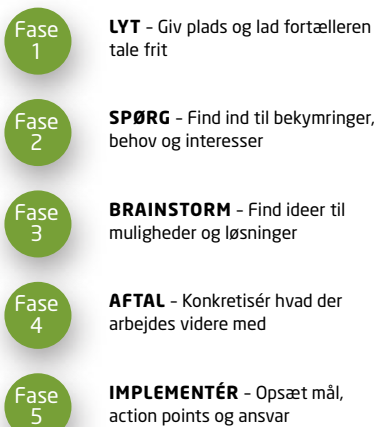 Fase
1
LYT – Giv plads og lad fortælleren
tale frit
Fase
2
SPØRG – Find ind til bekymringer,
behov og interesser
Fase
3
BRAINSTORM – Find ideer til
muligheder og løsninger
Fase
4
AFTAL – Konkretisér hvad der
arbejdes videre med
Fase
5
IMPLEMENTÉR – Opsæt mål,
action points og ansvar